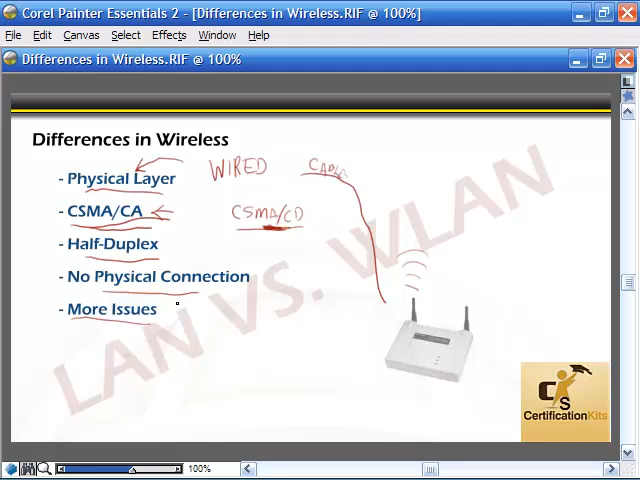 Corel Painter Essentials 2 - [Differences in Wireless.RIF @ 100%]
File Edit Canvas Select Effects Window Help
Differences in Wireless.RIF @ 100%
Differences in Wireless
- Physical Layer WIRED CABLE
- CSMA/CA CSMA/CD
- Half-Duplex
- No Physical Connection
- More Issues
LAN VS. WLAN
CS
CertificationKits
100%